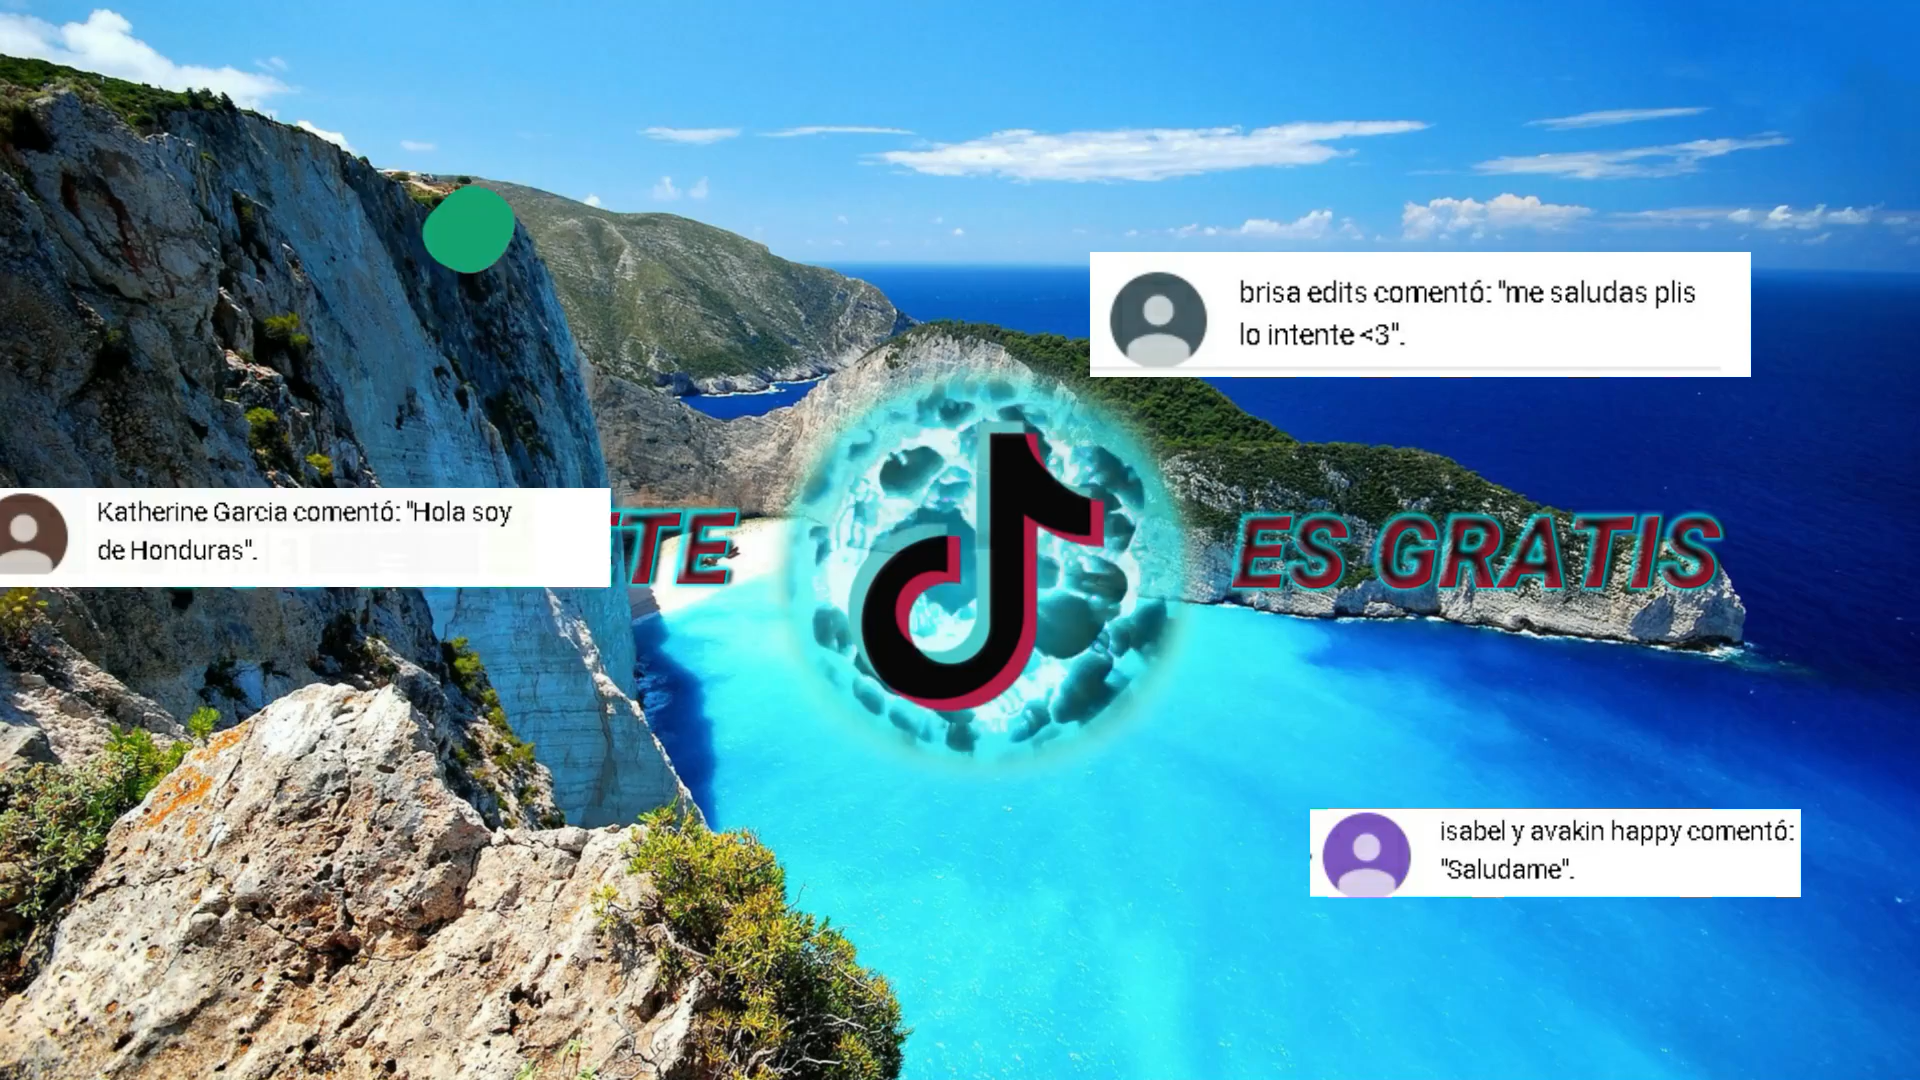 brisa edits comentó: "me saludas plis
lo intente <3".
Katherine Garcia comentó: "Hola soy
de Honduras".
ETE
ES GRATIS
isabel y avakin happy comentó:
"Saludame".